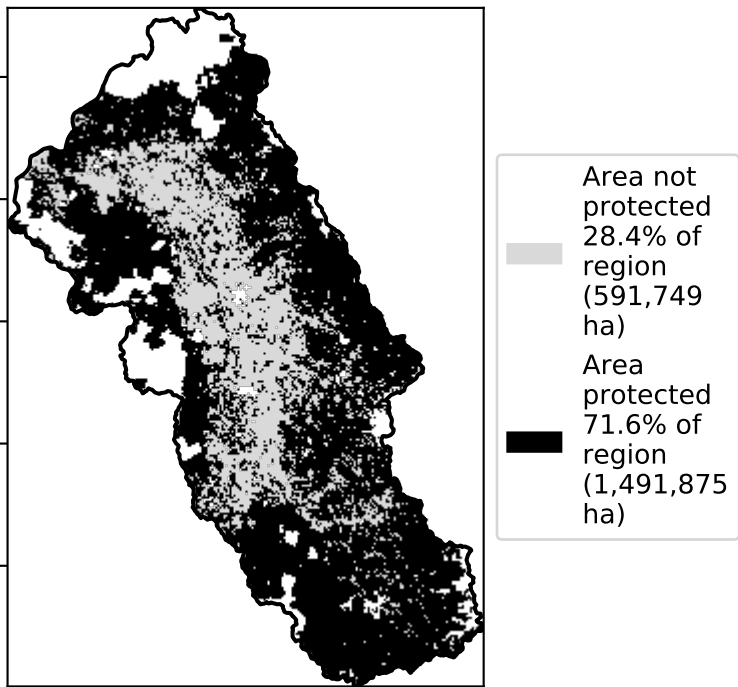 Area not
protected
28.4% of
region
(591,749
ha)
Area
protected
71.6% of
region
(1,491,875
ha)